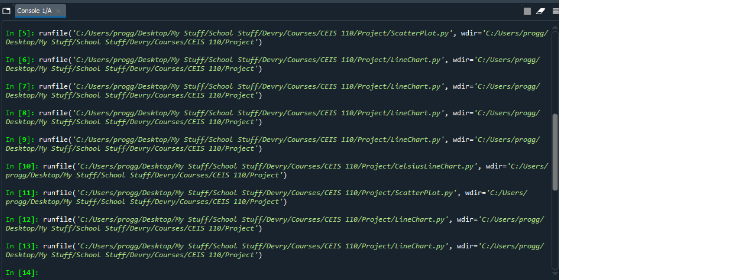 Console 1/A
In [5]: runfile('C:/Users/progg/Desktop/My Stuff/School Stuff/Devry/Courses/CEIS 110/Project/ScatterPlot.py', wdir='C:/Users/progg/
Desktop/My Stuff/School Stuff/Devry/Courses/CEIS 110/Project')
In [6]: runfile('C:/Users/progg/Desktop/My Stuff/School Stuff/Devry/Courses/CEIS 110/Project/LineChart.py', wdir='C:/Users/progg/
Desktop/My Stuff/School Stuff/Devry/Courses/CEIS 110/Project')
In [7]: runfile('C:/Users/progg/Desktop/My Stuff/School Stuff/Devry/Courses/CEIS 110/Project/LineChart.py', wdir='C:/Users/progg/
Desktop/My Stuff/School Stuff/Devry/Courses/CEIS 110/Project')
In [8]: runfile('C:/Users/progg/Desktop/My Stuff/School Stuff/Devry/Courses/CEIS 110/Project/LineChart.py', wdir='C:/Users/progg/
Desktop/My Stuff/School Stuff/Devry/Courses/CEIS 110/Project')
In [9]: runfile('C:/Users/progg/Desktop/My Stuff/School Stuff/Devry/Courses/CEIS 110/Project/LineChart.py', wdir='C:/Users/progg/
Desktop/My Stuff/School Stuff/Devry/Courses/CEIS 110/Project')
In [10]: runfile('C:/Users/progg/Desktop/My Stuff/School Stuff/Devry/Courses/CEIS 110/Project/CelsiusLineChart.py', wdir='C:/Users/
progg/Desktop/My Stuff/School Stuff/Devry/Courses/CEIS 110/Project')
In [11]: runfile('C:/Users/progg/Desktop/My Stuff/School Stuff/Devry/Courses/CEIS 110/Project/ScatterPLot.py', wdir='C:/Users/
progg/Desktop/My Stuff/School Stuff/Devry/Courses/CEIS 110/Project')
In [12]: runfile('C:/Users/progg/Desktop/My Stuff/School Stuff/Devry/Courses/CEIS 110/Project/LineChart.py', wdir='C:/Users/progg/
Desktop/My Stuff/School Stuff/Devry/Courses/CEIS 110/Project')
In [13]: runfile('C:/Users/progg/Desktop/My Stuff/School Stuff/Devry/Courses/CEIS 110/Project/LineChart.py', wdir='C:/Users/progg/
Desktop/My Stuff/School Stuff/Devry/Courses/CEIS 110/Project')
In [14]: